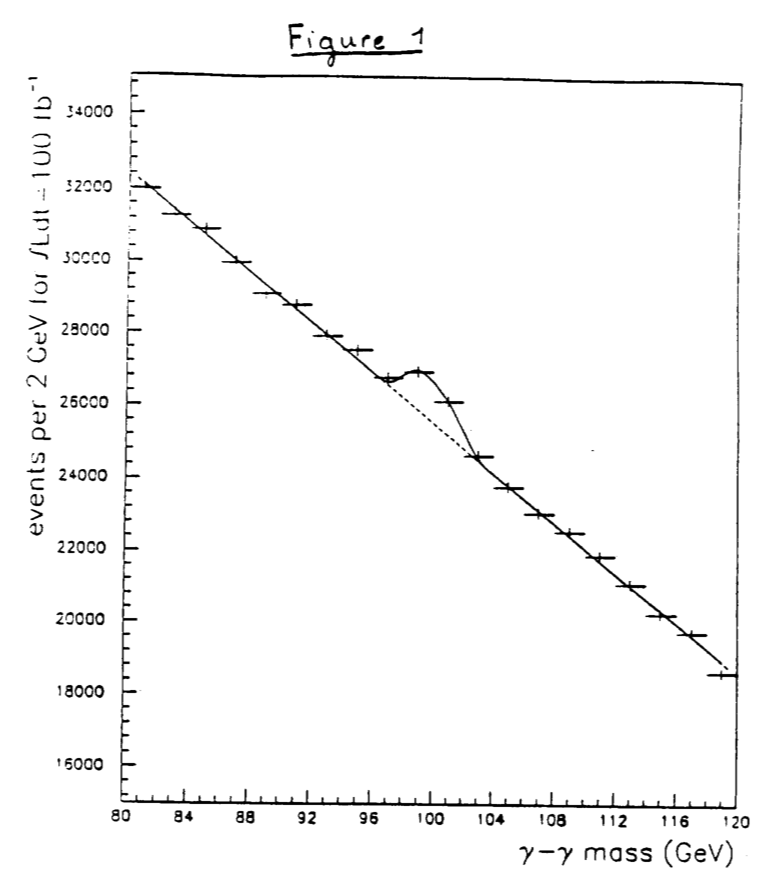 Figure 1
events per 2 GeV for ∫Ldt = 100 fb⁻¹
34000
32000
30000
28000
26000
24000
22000
20000
18000
16000
80 84 88 92 96 100 104 108 112 116 120
γ-γ mass (GeV)